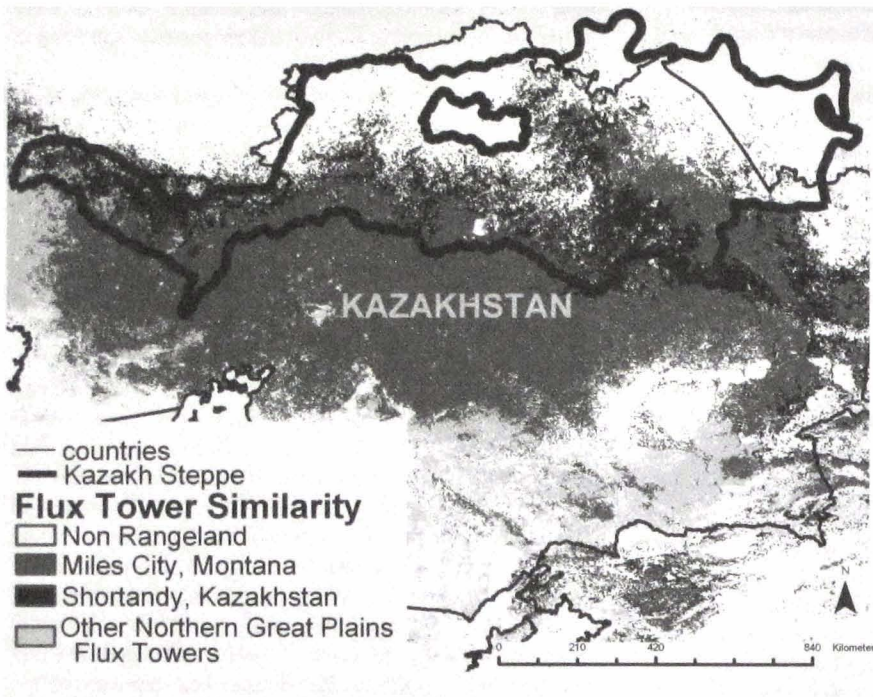 KAZAKHSTAN
countries
Kazakh Steppe
Flux Tower Similarity
Non Rangeland
Miles City, Montana
Shortandy, Kazakhstan
Other Northern Great Plains
Flux Towers
N
0 210 420 840 Kilometer